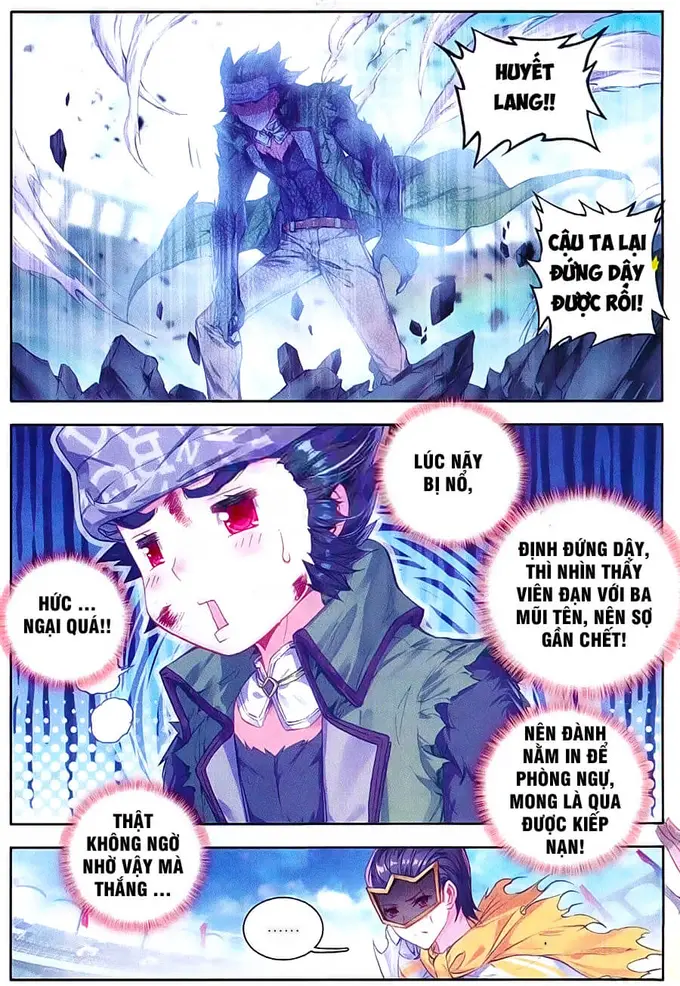 HUYẾT
LANG!!
CẬU TA LẠI
ĐỨNG DẬY
ĐƯỢC RỒI!
LÚC NÃY
BỊ NỔ,
ĐỊNH ĐỨNG DẬY,
THÌ NHÌN THẤY
VIÊN ĐẠN VỚI BA
MŨI TÊN, NÊN SỢ
GẦN CHẾT!
HỨC ...
NGẠI QUÁ!!
NÊN ĐÀNH
NẰM IN ĐỂ
PHÒNG NGỰ,
MONG LÀ QUA
ĐƯỢC KIẾP
NẠN!
THẬT
KHÔNG NGỜ
NHỜ VẬY MÀ
THẮNG ...
......